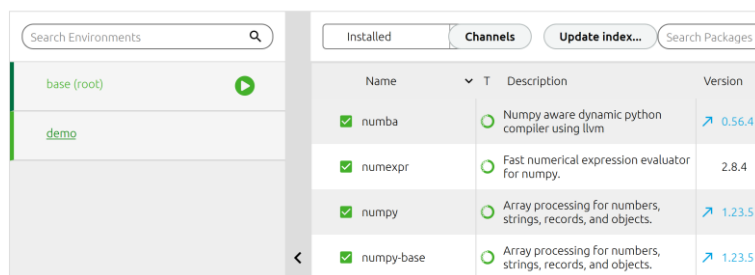 Search Environments
Installed
Channels
Update index...
Search Packages
base (root)
demo
Name T Description Version
numba Numpy aware dynamic python compiler using llvm 0.56.4
numexpr Fast numerical expression evaluator for numpy. 2.8.4
numpy Array processing for numbers, strings, records, and objects. 1.23.5
numpy-base Array processing for numbers, strings, records, and objects. 1.23.5